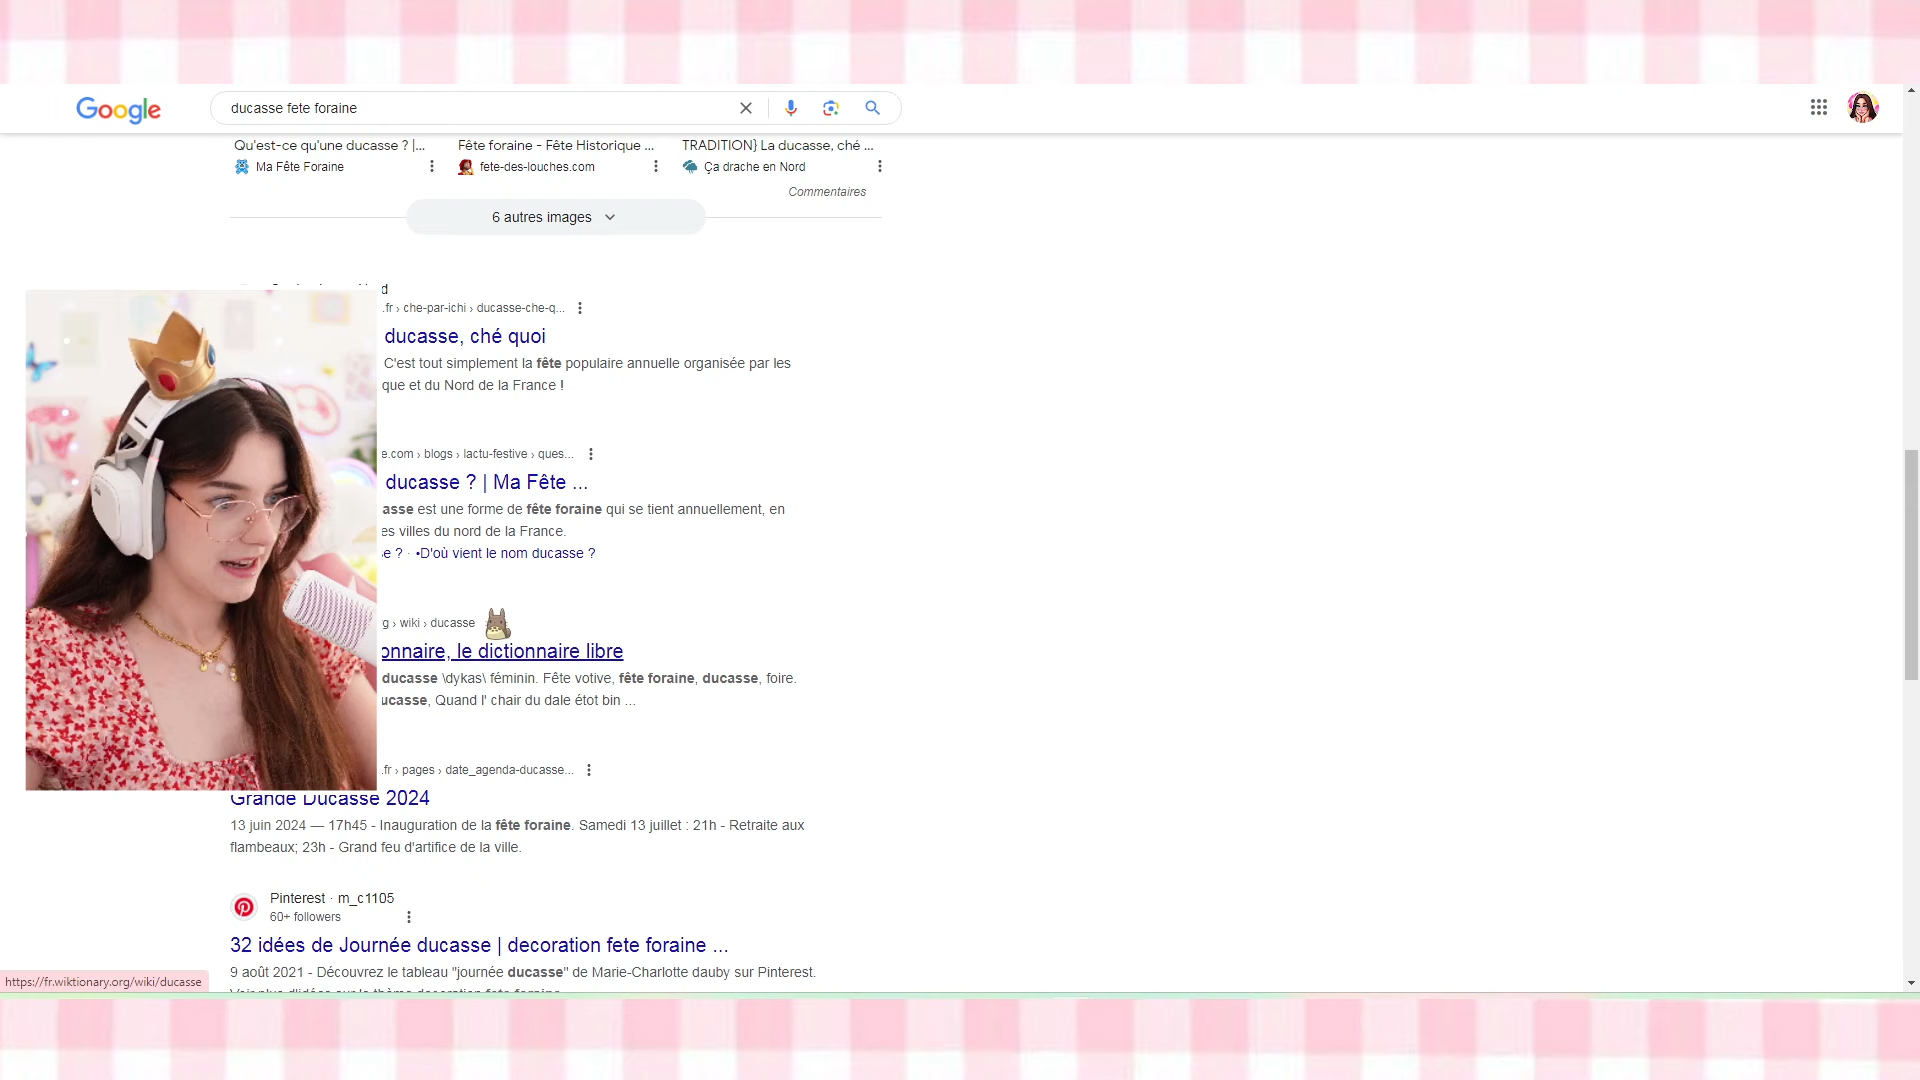 Google
ducasse fete foraine
Qu'est-ce qu'une ducasse ? |...
Ma Fête Foraine
Fête foraine - Fête Historique ...
fete-des-louches.com
TRADITION} La ducasse, ché ...
Ça drache en Nord
Commentaires
6 autres images
.fr › che-par-ichi › ducasse-che-q...
ducasse, ché quoi
C'est tout simplement la fête populaire annuelle organisée par les
que et du Nord de la France !
e.com › blogs › lactu-festive › ques...
ducasse ? | Ma Fête ...
asse est une forme de fête foraine qui se tient annuellement, en
es villes du nord de la France.
e ? · •D'où vient le nom ducasse ?
g › wiki › ducasse
onnaire, le dictionnaire libre
ducasse \dykas\ féminin. Fête votive, fête foraine, ducasse, foire.
ucasse, Quand l' chair du dale étot bin ...
.fr › pages › date_agenda-ducasse...
Grande Ducasse 2024
13 juin 2024 — 17h45 - Inauguration de la fête foraine. Samedi 13 juillet : 21h - Retraite aux
flambeaux; 23h - Grand feu d'artifice de la ville.
Pinterest · m_c1105
60+ followers
32 idées de Journée ducasse | decoration fete foraine ...
9 août 2021 - Découvrez le tableau "journée ducasse" de Marie-Charlotte dauby sur Pinterest.
https://fr.wiktionary.org/wiki/ducasse